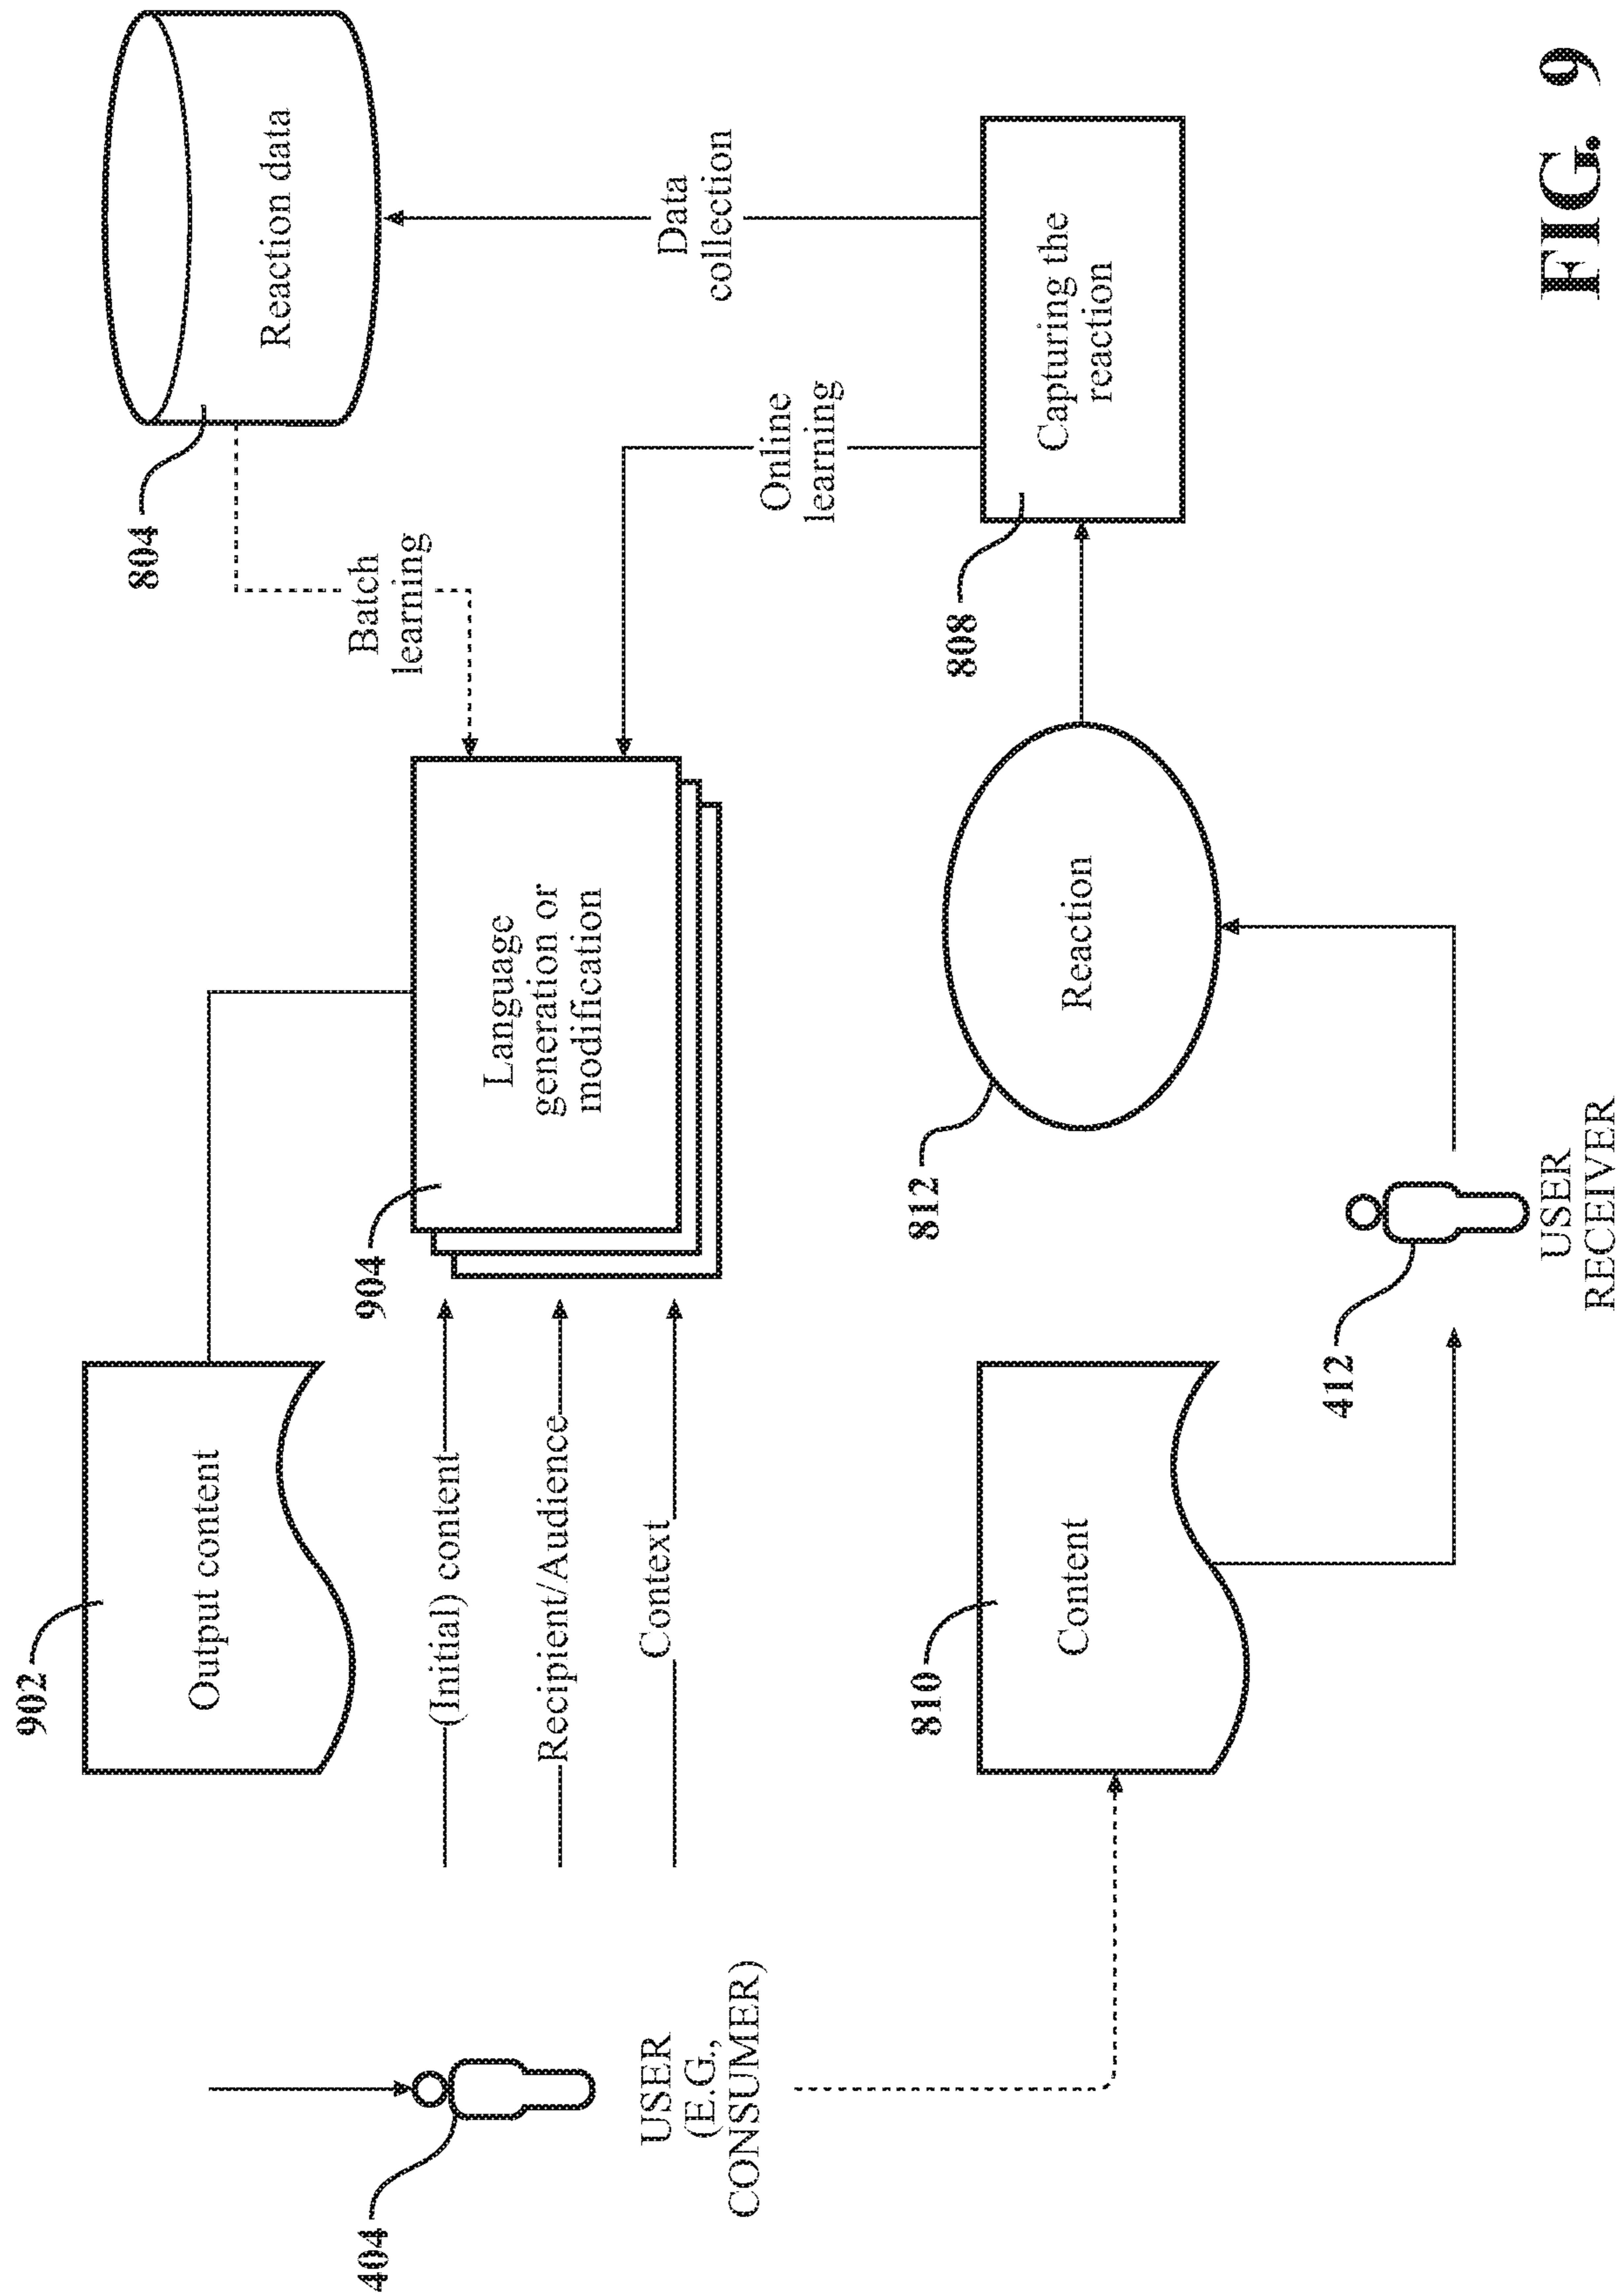 902
Output content
804
Reaction data
Batch
learning
404
USER
(E.G.,
CONSUMER)
(Initial) content
Recipient/Audience
Context
904
Language
generation or
modification
Online
learning
Data
collection
810
Content
812
Reaction
808
Capturing the
reaction
412
USER
RECEIVER
FIG. 9